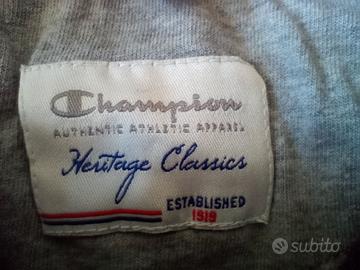 Champion
AUTHENTIC ATHLETIC APPAREL
Heritage Classics
ESTABLISHED
1919
subito